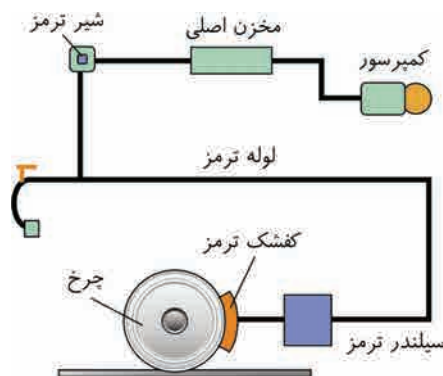 شیر ترمز
مخزن اصلی
کمپرسور
لوله ترمز
کفشک ترمز
چرخ
سیلندر ترمز